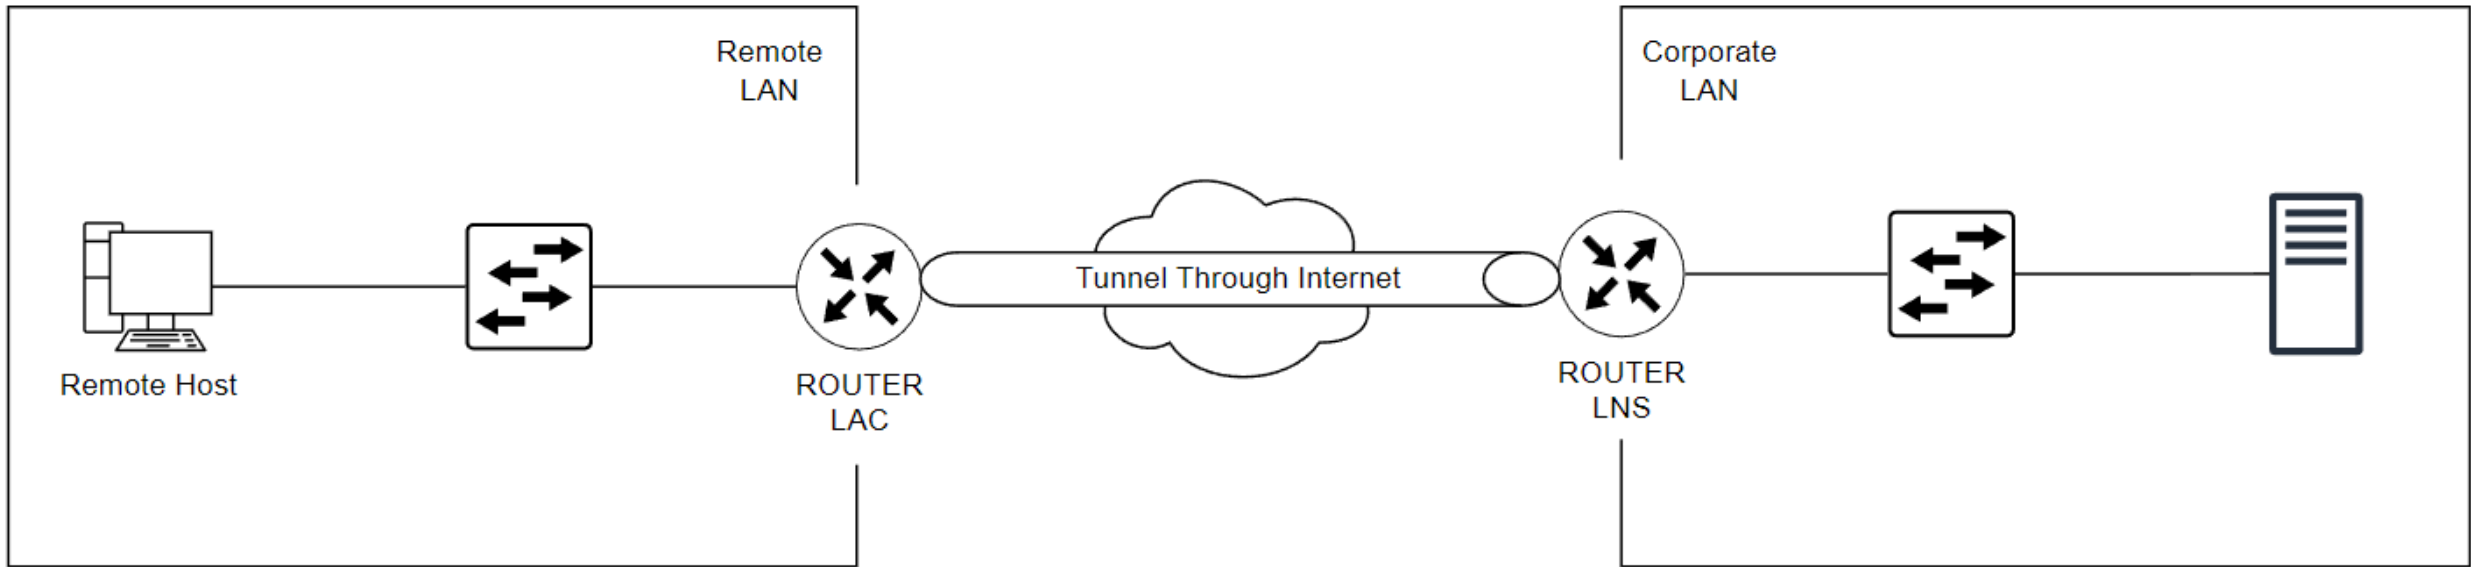 Remote
LAN
Corporate
LAN
Tunnel Through Internet
Remote Host
ROUTER
LAC
ROUTER
LNS